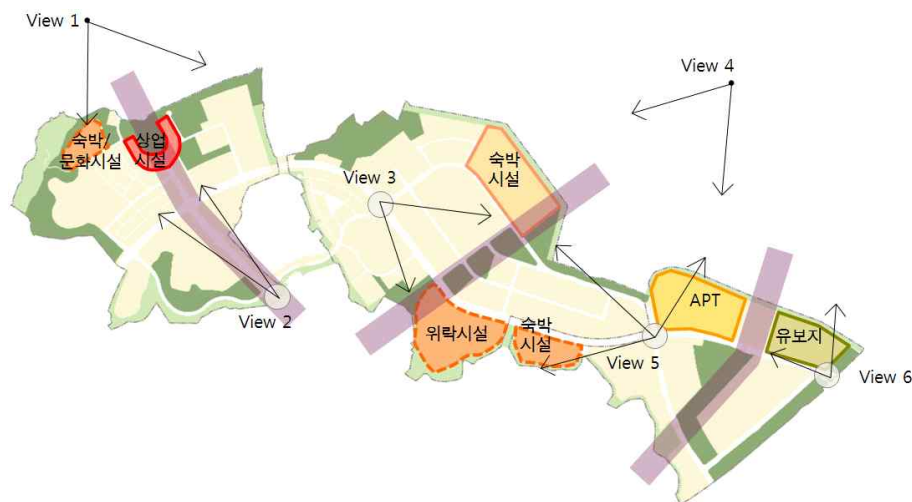 View 1
View 4
숙박/
문화시설
상업
시설
숙박
시설
View 3
View 2
APT
위락시설
숙박
시설
유보지
View 5
View 6